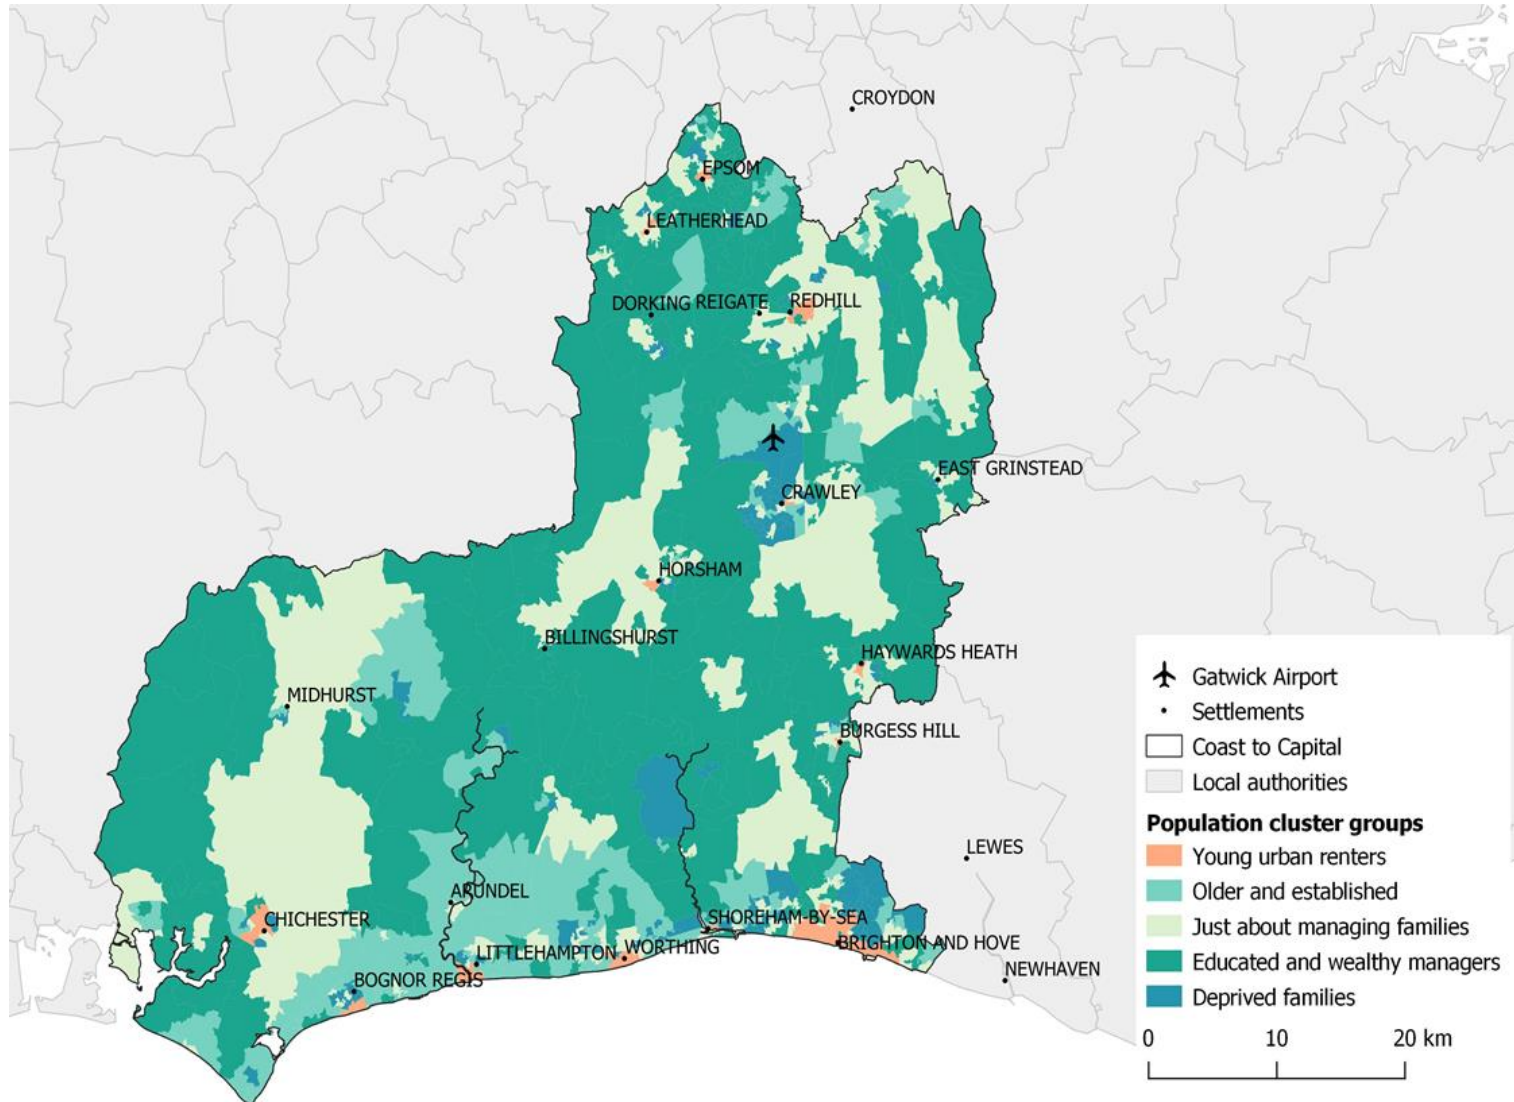 CROYDON
EPSOM
LEATHERHEAD
DORKING REIGATE REDHILL
EAST GRINSTEAD
CRAWLEY
HORSHAM
BILLINGSHURST
HAYWARDS HEATH
MIDHURST
BURGESS HILL
LEWES
ARUNDEL
CHICHESTER
SHOREHAM-BY-SEA
LITTLEHAMPTON WORTHING
BRIGHTON AND HOVE
BOGNOR REGIS
NEWHAVEN
Gatwick Airport
Settlements
Coast to Capital
Local authorities
Population cluster groups
Young urban renters
Older and established
Just about managing families
Educated and wealthy managers
Deprived families
0 10 20 km